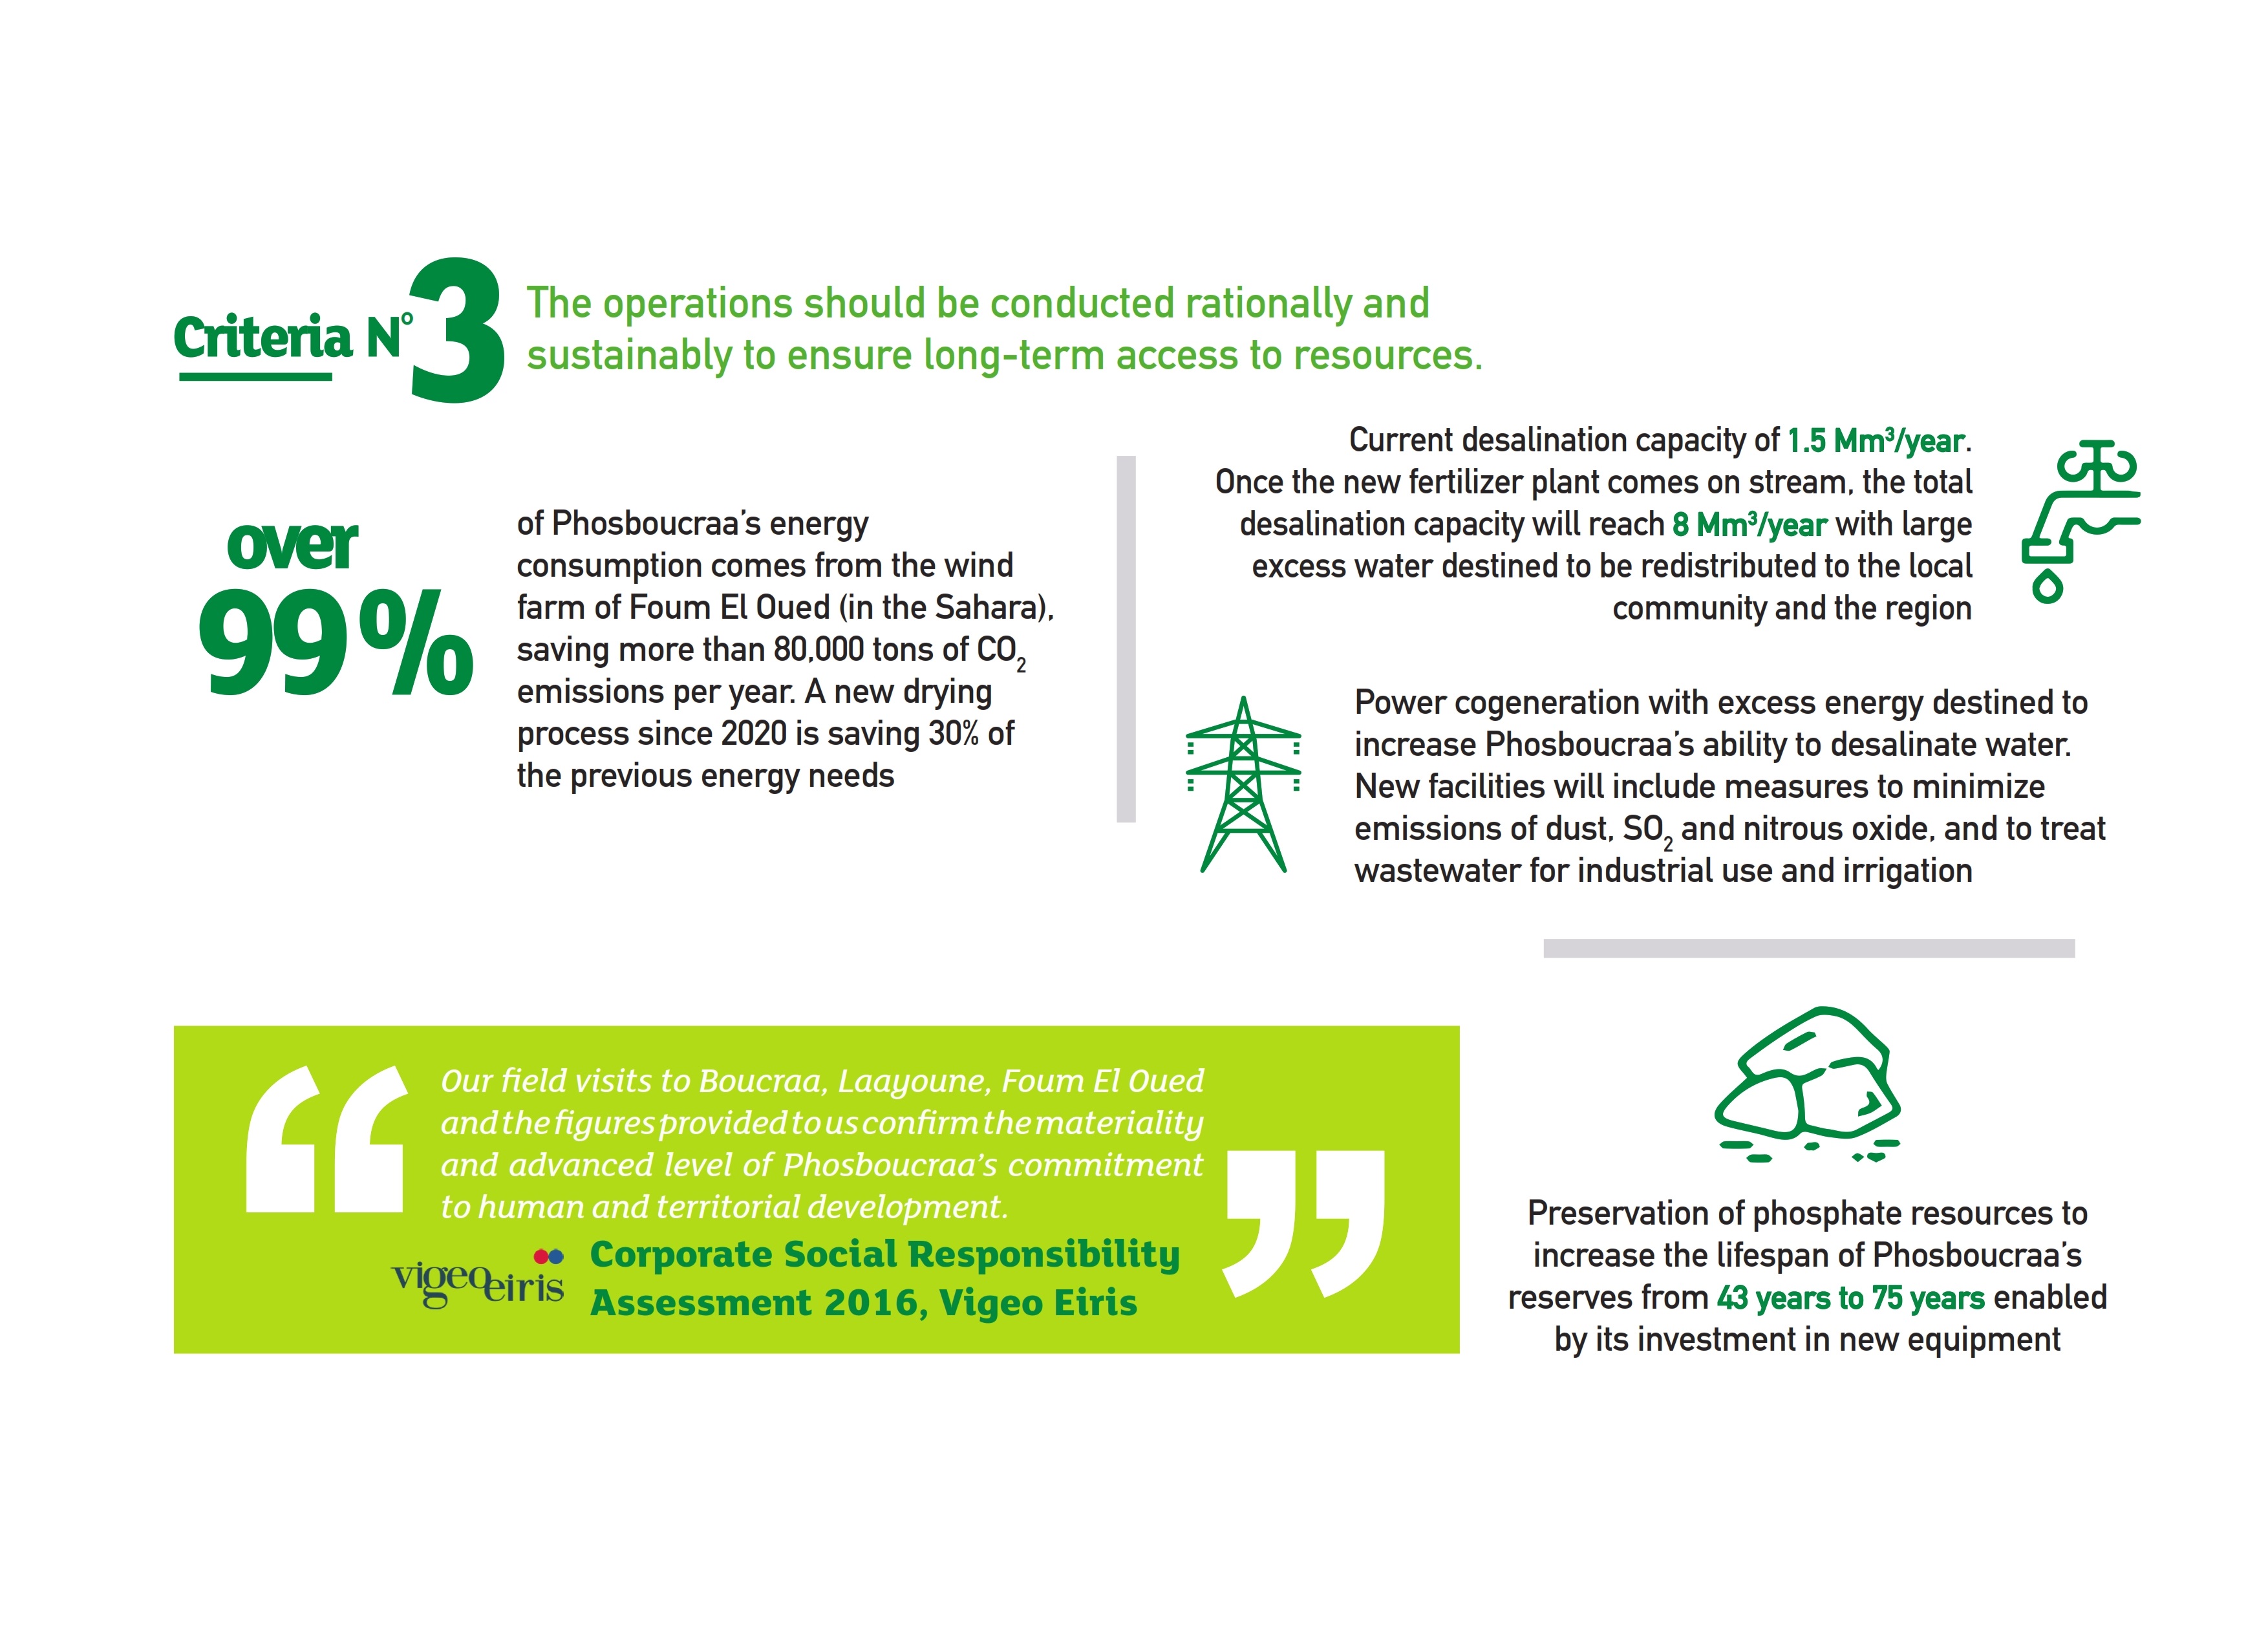 Criteria N° 3
The operations should be conducted rationally and
sustainably to ensure long-term access to resources.
over
99%
of Phosboucraa's energy
consumption comes from the wind
farm of Foum El Oued (in the Sahara),
saving more than 80,000 tons of CO₂
emissions per year. A new drying
process since 2020 is saving 30% of
the previous energy needs
Current desalination capacity of 1.5 Mm³/year.
Once the new fertilizer plant comes on stream, the total
desalination capacity will reach 8 Mm³/year with large
excess water destined to be redistributed to the local
community and the region
Power cogeneration with excess energy destined to
increase Phosboucraa's ability to desalinate water.
New facilities will include measures to minimize
emissions of dust, SO₂ and nitrous oxide, and to treat
wastewater for industrial use and irrigation
“
Our field visits to Boucraa, Laayoune, Foum El Oued
and the figures provided to us confirm the materiality
and advanced level of Phosboucraa's commitment
to human and territorial development.
”
vigeoeiris
Corporate Social Responsibility
Assessment 2016, Vigeo Eiris
Preservation of phosphate resources to
increase the lifespan of Phosboucraa's
reserves from 43 years to 75 years enabled
by its investment in new equipment